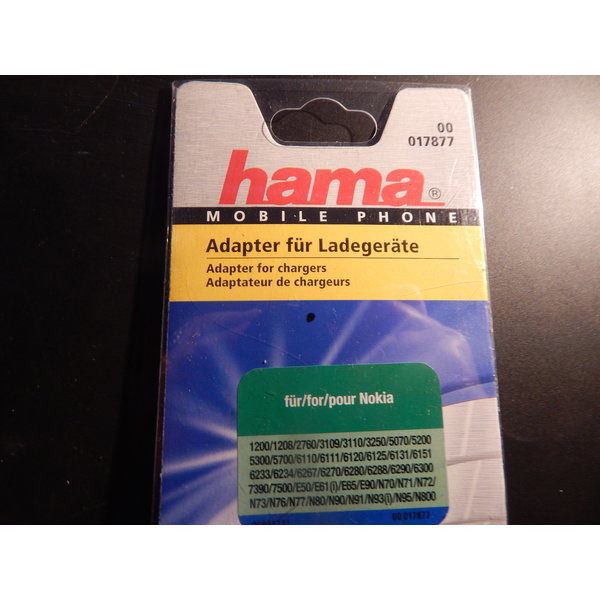 00
017877
hama®
MOBILE PHONE
Adapter für Ladegeräte
Adapter for chargers
Adaptateur de chargeurs
für/for/pour Nokia
1200/1208/2760/3109/3110/3250/5070/5200
5300/5700/6110/6111/6120/6125/6131/6151
6233/6234/6267/6270/6280/6288/6290/6300
7390/7500/E50/E61(i)/E65/E90/N70/N71/N72/
N73/N76/N77/N80/N90/N91/N93(i)/N95/N800
00 017877